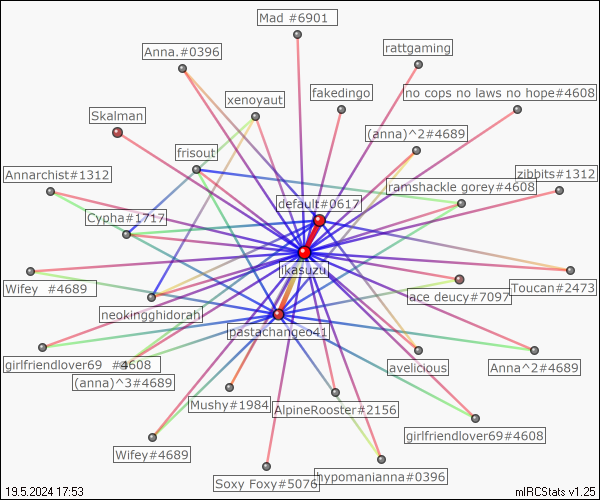 Mad #6901
Anna.#0396
rattgaming
xenoyaut
fakedingo
no cops no laws no hope#4608
Skalman
(anna)^2#4689
frisout
Annarchist#1312
zibbits#1312
ramshackle gorey#4608
default#0617
Cypha#1717
ikasuzu
Wifey #4689
ace deucy#7097
Toucan#2473
neokingghidorah
pastachangeo41
girlfriendlover69 #4608
avelicious
Anna^2#4689
(anna)^3#4689
Mushy#1984
AlpineRooster#2156
girlfriendlover69#4608
Wifey#4689
hypomanianna#0396
Soxy Foxy#5076
19.5.2024 17:53
mIRCStats v1.25